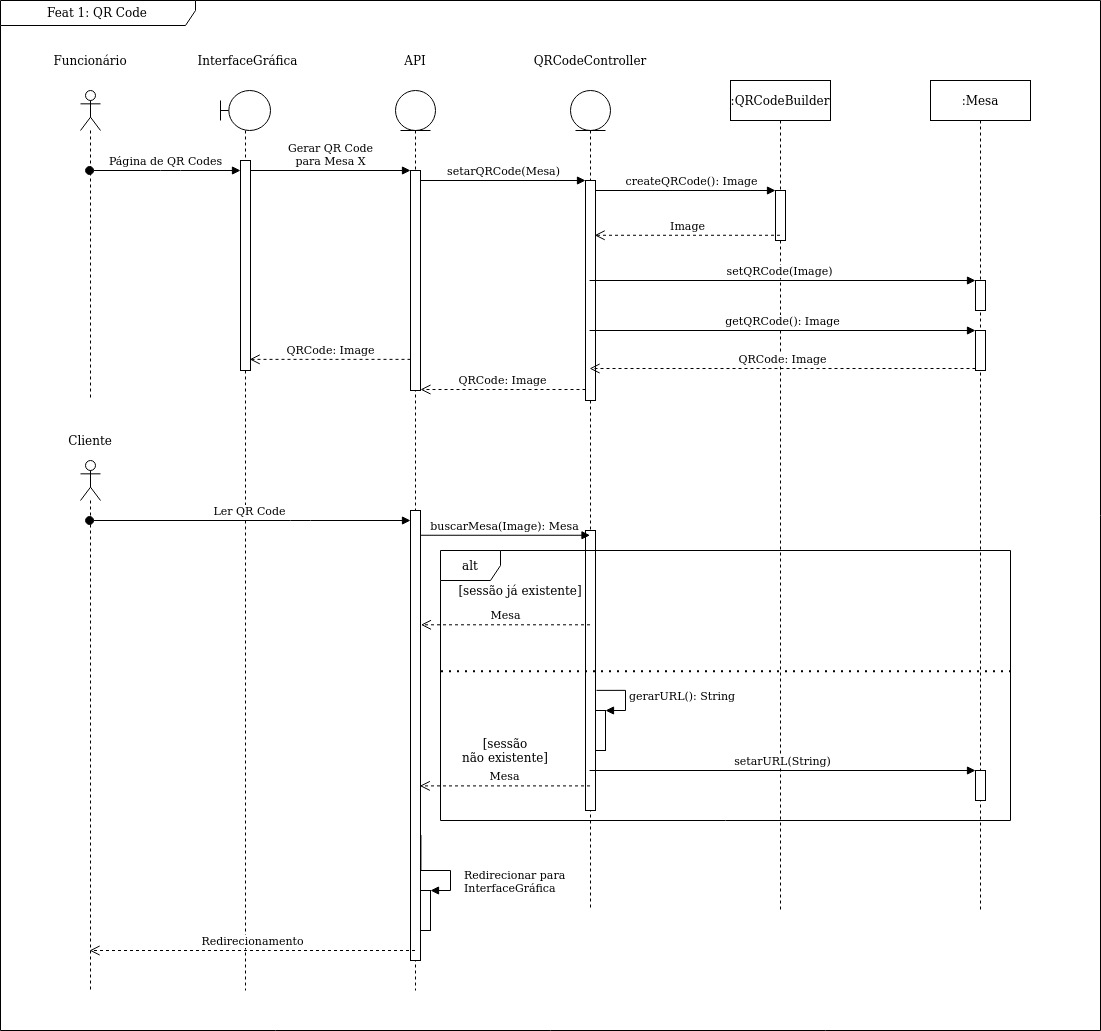 Feat 1: QR Code
Funcionário
InterfaceGráfica
API
QRCodeController
:QRCodeBuilder
:Mesa
Página de QR Codes
Gerar QR Code
para Mesa X
setarQRCode(Mesa)
createQRCode(): Image
Image
setQRCode(Image)
getQRCode(): Image
QRCode: Image
QRCode: Image
QRCode: Image
Cliente
Ler QR Code
buscarMesa(Image): Mesa
alt
[sessão já existente]
Mesa
gerarURL(): String
[sessão
não existente]
setarURL(String)
Mesa
Redirecionar para
InterfaceGráfica
Redirecionamento